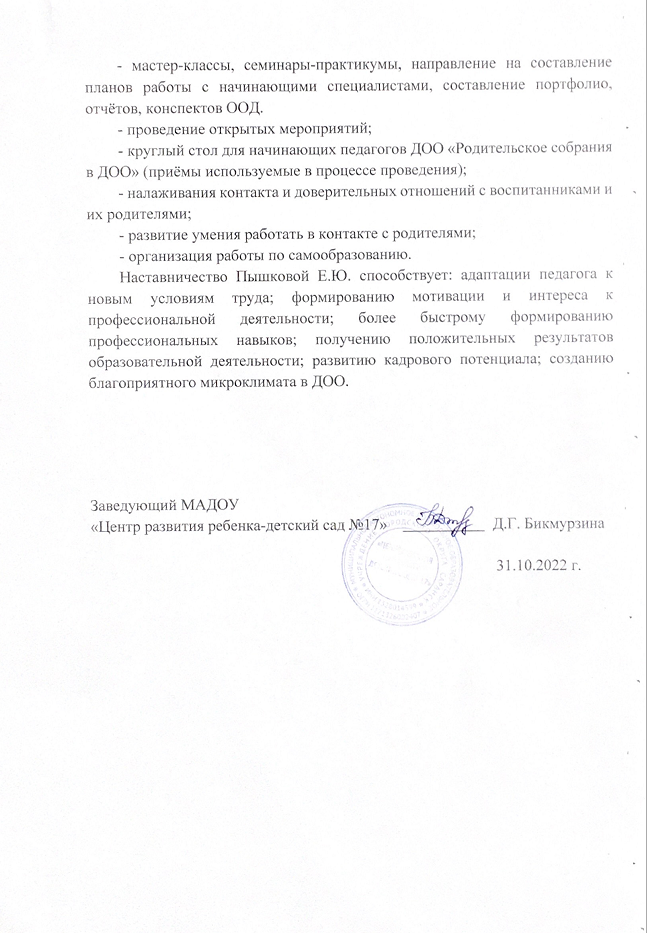 - мастер-классы, семинары-практикумы, направление на составление
планов работы с начинающими специалистами, составление портфолио,
отчётов, конспектов ООД.
- проведение открытых мероприятий;
- круглый стол для начинающих педагогов ДОО «Родительское собрания
в ДОО» (приёмы используемые в процессе проведения);
- налаживания контакта и доверительных отношений с воспитанниками и
их родителями;
- развитие умения работать в контакте с родителями;
- организация работы по самообразованию.
Наставничество Пышковой Е.Ю. способствует: адаптации педагога к
новым условиям труда; формированию мотивации и интереса к
профессиональной деятельности; более быстрому формированию
профессиональных навыков; получению положительных результатов
образовательной деятельности; развитию кадрового потенциала; созданию
благоприятного микроклимата в ДОО.
Заведующий МАДОУ
«Центр развития ребенка-детский сад №17» Д.Г. Бикмурзина
31.10.2022 г.